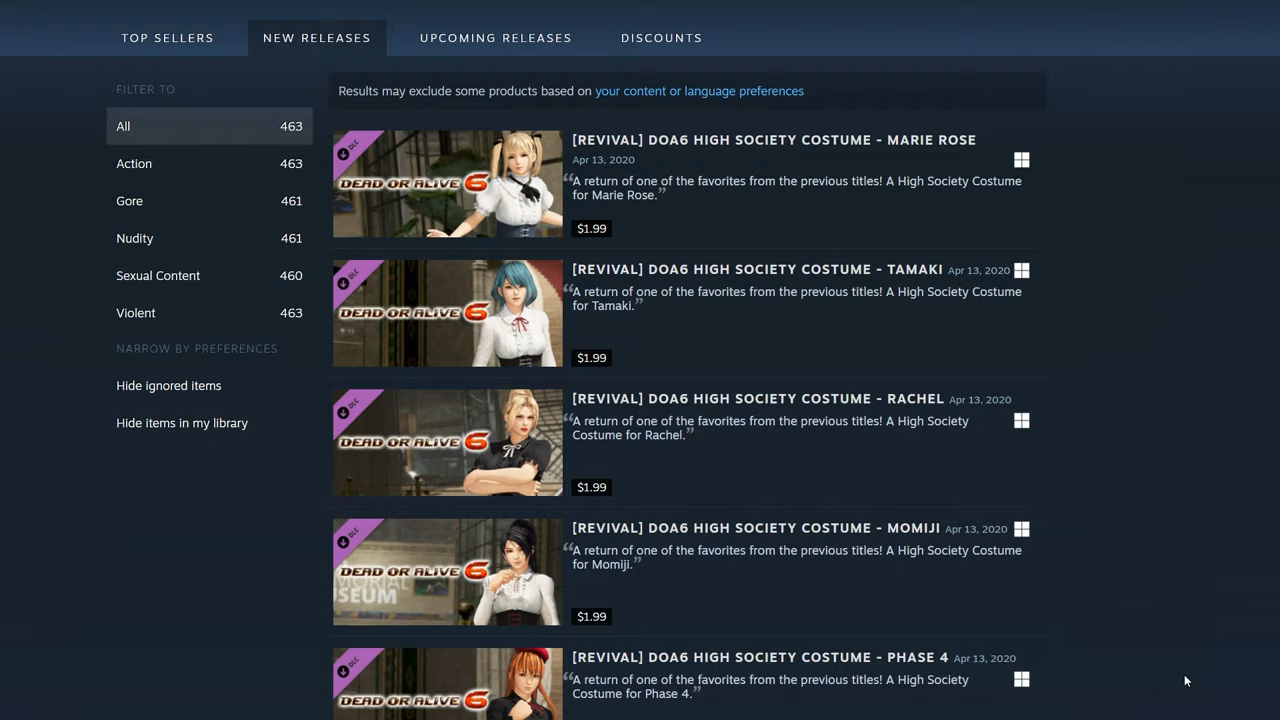 TOP SELLERS
NEW RELEASES
UPCOMING RELEASES
DISCOUNTS
FILTER TO
All 463
Action 463
Gore 461
Nudity 461
Sexual Content 460
Violent 463
NARROW BY PREFERENCES
Hide ignored items
Hide items in my library
Results may exclude some products based on your content or language preferences
DLC
DEAD OR ALIVE 6
[REVIVAL] DOA6 HIGH SOCIETY COSTUME - MARIE ROSE
Apr 13, 2020
“A return of one of the favorites from the previous titles! A High Society Costume
for Marie Rose.”
$1.99
DLC
DEAD OR ALIVE 6
[REVIVAL] DOA6 HIGH SOCIETY COSTUME - TAMAKI Apr 13, 2020
“A return of one of the favorites from the previous titles! A High Society Costume
for Tamaki.”
$1.99
DLC
DEAD OR ALIVE 6
[REVIVAL] DOA6 HIGH SOCIETY COSTUME - RACHEL Apr 13, 2020
“A return of one of the favorites from the previous titles! A High Society
Costume for Rachel.”
$1.99
DLC
DEAD OR ALIVE 6
[REVIVAL] DOA6 HIGH SOCIETY COSTUME - MOMIJI Apr 13, 2020
“A return of one of the favorites from the previous titles! A High Society Costume
for Momiji.”
$1.99
DLC
DEAD OR ALIVE 6
[REVIVAL] DOA6 HIGH SOCIETY COSTUME - PHASE 4 Apr 13, 2020
“A return of one of the favorites from the previous titles! A High Society
Costume for Phase 4.”